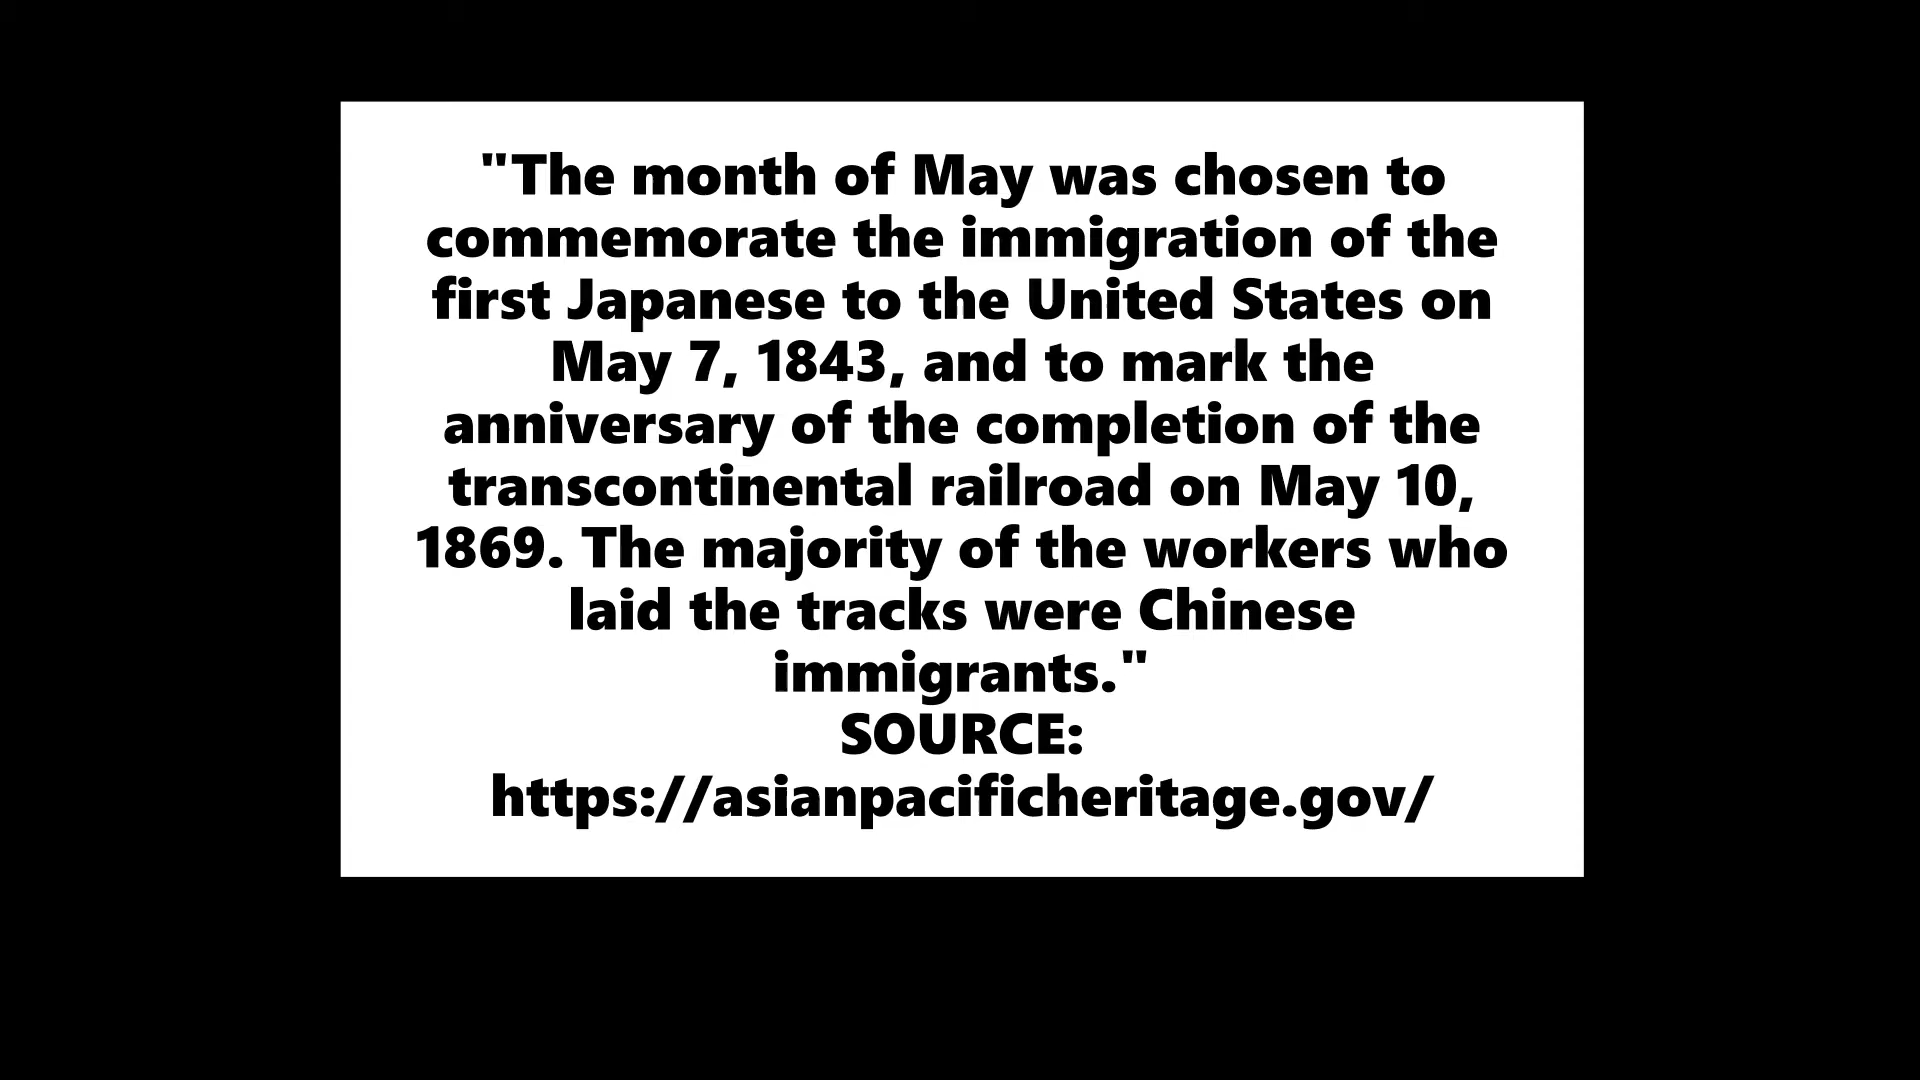 "The month of May was chosen to
commemorate the immigration of the
first Japanese to the United States on
May 7, 1843, and to mark the
anniversary of the completion of the
transcontinental railroad on May 10,
1869. The majority of the workers who
laid the tracks were Chinese
immigrants."
SOURCE:
https://asianpacificheritage.gov/